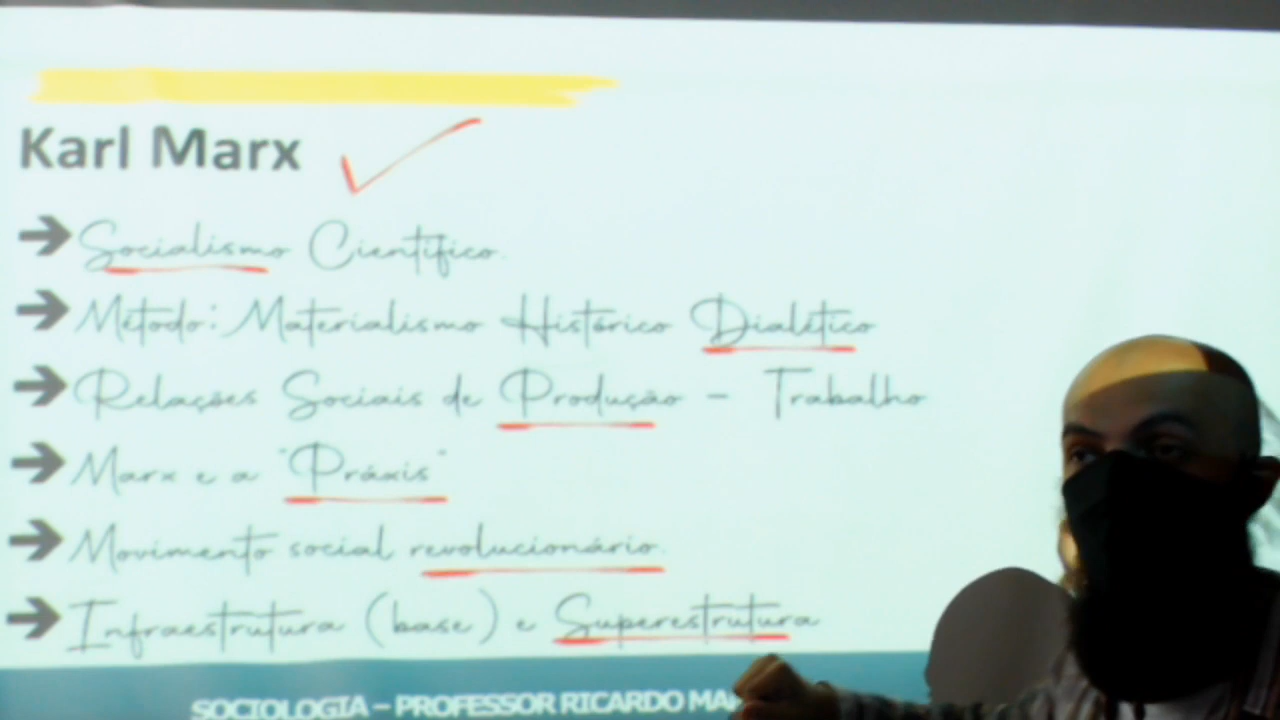 Karl Marx
Socialismo Científico.
Método: Materialismo Histórico Dialético
Relações Sociais de Produção - Trabalho
Marx e a "Práxis"
Movimento social revolucionário.
Infraestrutura (base) e Superestrutura
SOCIOLOGIA – PROFESSOR RICARDO